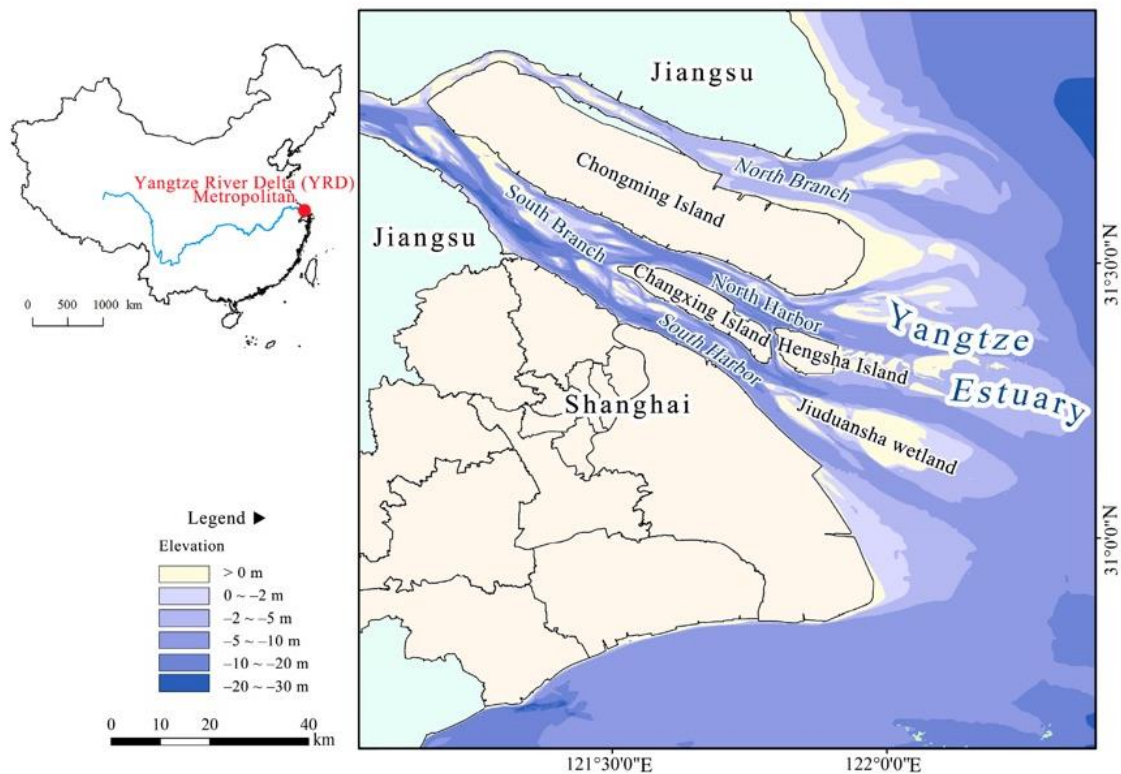 Yangtze River Delta (YRD)
Metropolitan
0 500 1000 km
Legend ►
Elevation
> 0 m
0 ~ –2 m
–2 ~ –5 m
–5 ~ –10 m
–10 ~ –20 m
–20 ~ –30 m
0 10 20 40
km
Jiangsu
North Branch
Chongming Island
South Branch
Jiangsu
Changxing Island
North Harbor
South Harbor
Hengsha Island
Yangtze
Estuary
Shanghai
Jiuduansha wetland
31°30'0"N
31°0'0"N
121°30'0"E
122°0'0"E